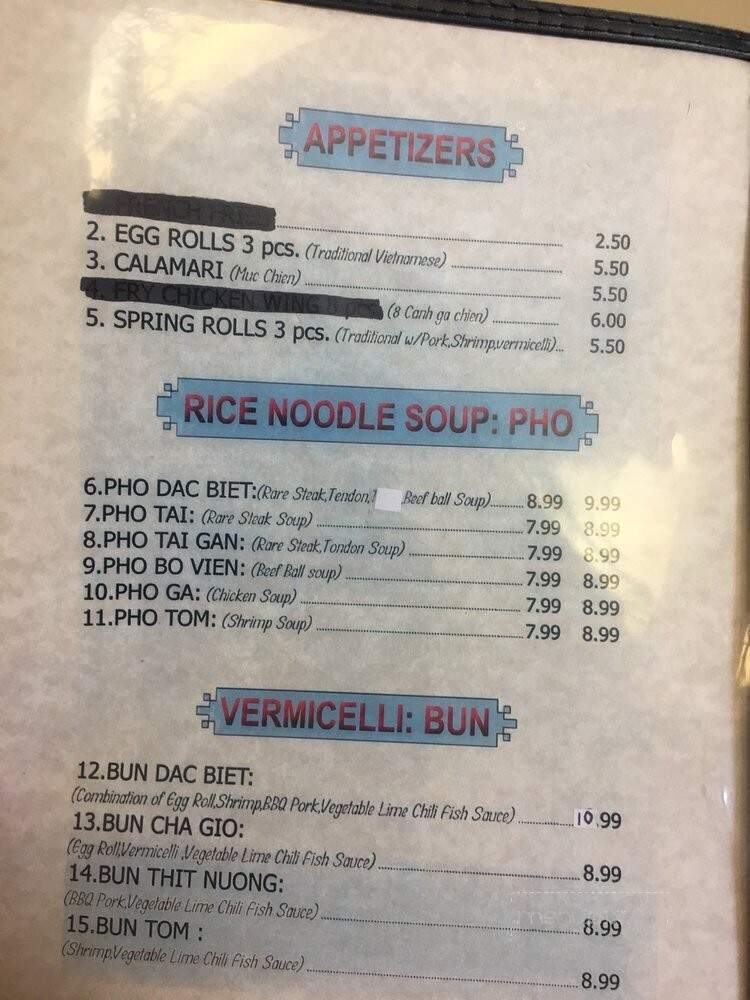 APPETIZERS
2.50
2. EGG ROLLS 3 pcs. (Traditional Vietnamese) 5.50
3. CALAMARI (Muc Chien) 5.50
4. FRY CHICKEN WING 8 pcs. (8 Canh ga chien) 6.00
5. SPRING ROLLS 3 pcs. (Traditional w/Pork,Shrimp,vermicelli)... 5.50
RICE NOODLE SOUP: PHO
6.PHO DAC BIET:(Rare Steak,Tendon, ,Beef ball Soup) 8.99 9.99
7.PHO TAI: (Rare Steak Soup) 7.99 8.99
8.PHO TAI GAN: (Rare Steak,Tondon Soup) 7.99 8.99
9.PHO BO VIEN: (Beef Ball soup) 7.99 8.99
10.PHO GA: (Chicken Soup) 7.99 8.99
11.PHO TOM: (Shrimp Soup) 7.99 8.99
VERMICELLI: BUN
12.BUN DAC BIET:
(Combination of Egg Roll,Shrimp,BBQ Pork,Vegetable Lime Chili Fish Sauce) 10.99
13.BUN CHA GIO:
(Egg Roll,Vermicelli ,Vegetable Lime Chili Fish Sauce) 8.99
14.BUN THIT NUONG:
(BBQ Pork,Vegetable Lime Chili Fish Sauce) 8.99
15.BUN TOM :
(Shrimp,Vegetable Lime Chili Fish Sauce) 8.99